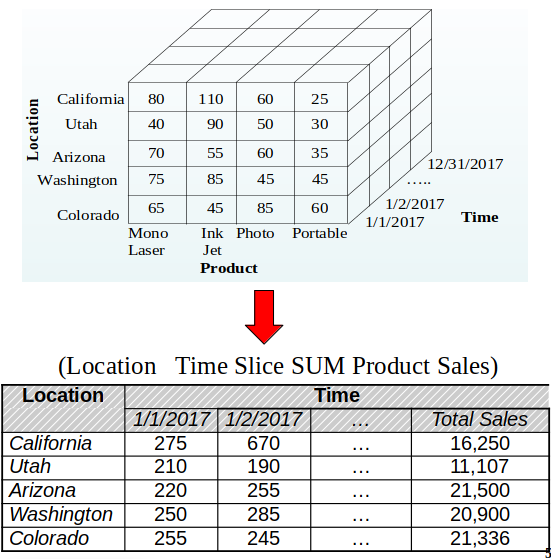 Location
California 80 110 60 25
Utah 40 90 50 30
Arizona 70 55 60 35
Washington 75 85 45 45
Colorado 65 45 85 60
12/31/2017
.....
1/2/2017
1/1/2017
Time
Mono Laser
Ink Jet
Photo
Portable
Product
(Location Time Slice SUM Product Sales)
Location Time
1/1/2017 1/2/2017 … Total Sales
California 275 670 … 16,250
Utah 210 190 … 11,107
Arizona 220 255 … 21,500
Washington 250 285 … 20,900
Colorado 255 245 … 21,336
5